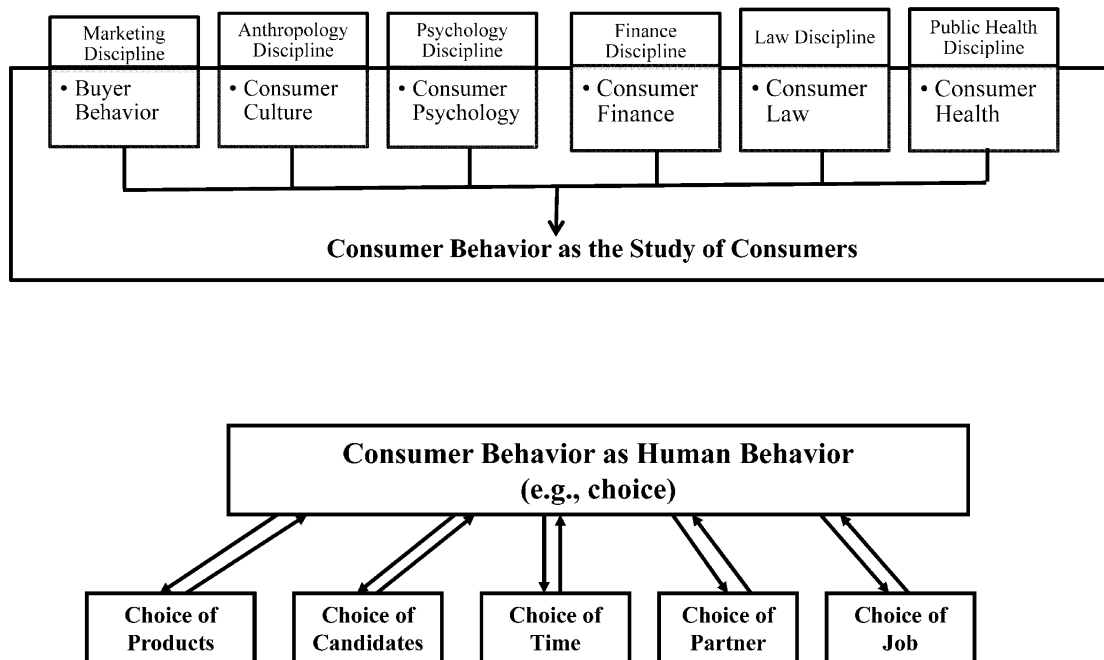 Marketing
Discipline
Anthropology
Discipline
Psychology
Discipline
Finance
Discipline
Law Discipline
Public Health
Discipline
• Buyer
Behavior
• Consumer
Culture
• Consumer
Psychology
• Consumer
Finance
• Consumer
Law
• Consumer
Health
Consumer Behavior as the Study of Consumers
Consumer Behavior as Human Behavior
(e.g., choice)
Choice of
Products
Choice of
Candidates
Choice of
Time
Choice of
Partner
Choice of
Job